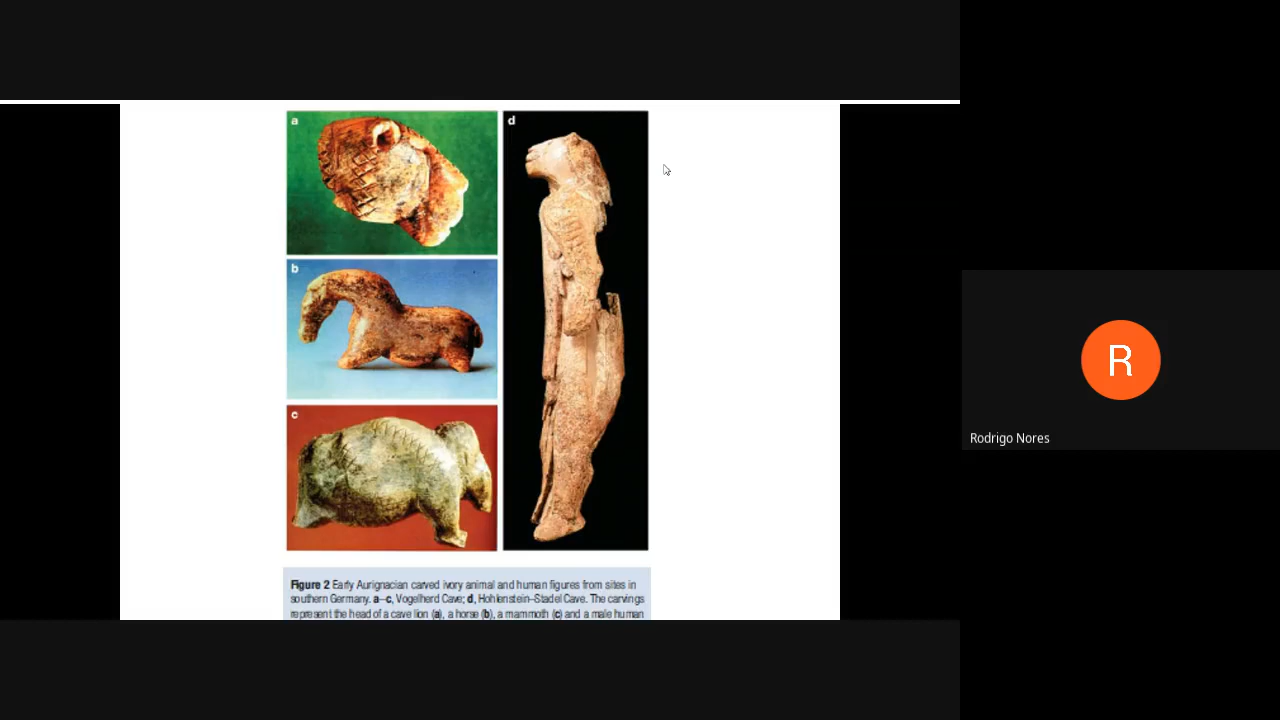 a
d
b
c
Figure 2 Early Aurignacian carved ivory animal and human figures from sites in
southern Germany. a–c, Vogelherd Cave; d, Hohlenstein–Stadel Cave. The carvings
represent the head of a cave lion (a), a horse (b), a mammoth (c) and a male human
R
Rodrigo Nores